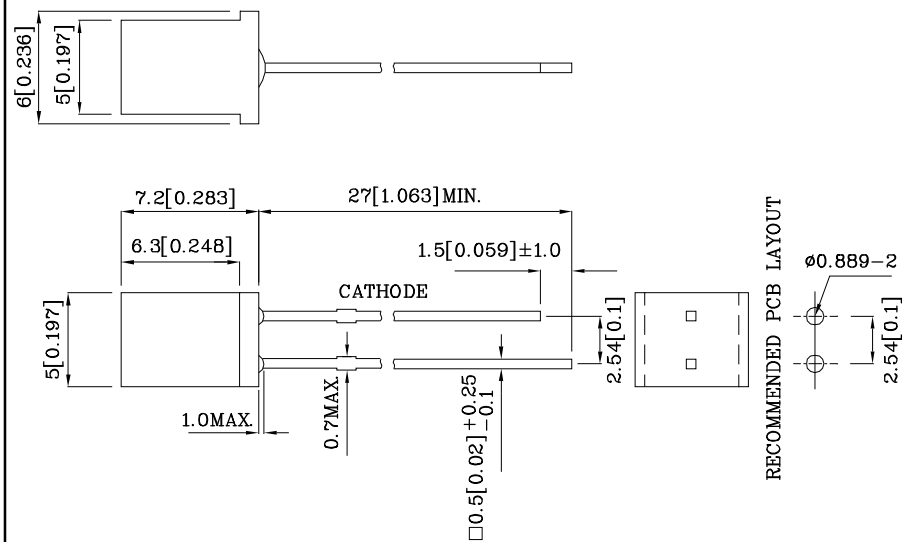 6[0.236]
5[0.197]
7.2[0.283]
27[1.063]MIN.
6.3[0.248]
1.5[0.059]±1.0
CATHODE
5[0.197]
1.0MAX.
0.7MAX.
□0.5[0.02]+0.25
-0.1
2.54[0.1]
RECOMMENDED PCB LAYOUT
ø0.889-2
2.54[0.1]